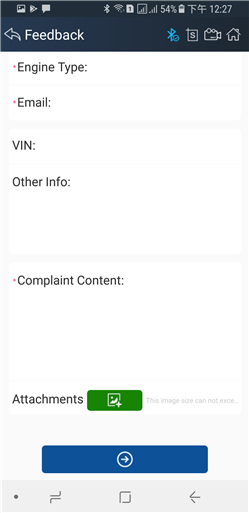 54% 下午 12:27
Feedback
*Engine Type:
*Email:
VIN:
Other Info:
*Complaint Content:
Attachments This image size can not exce...